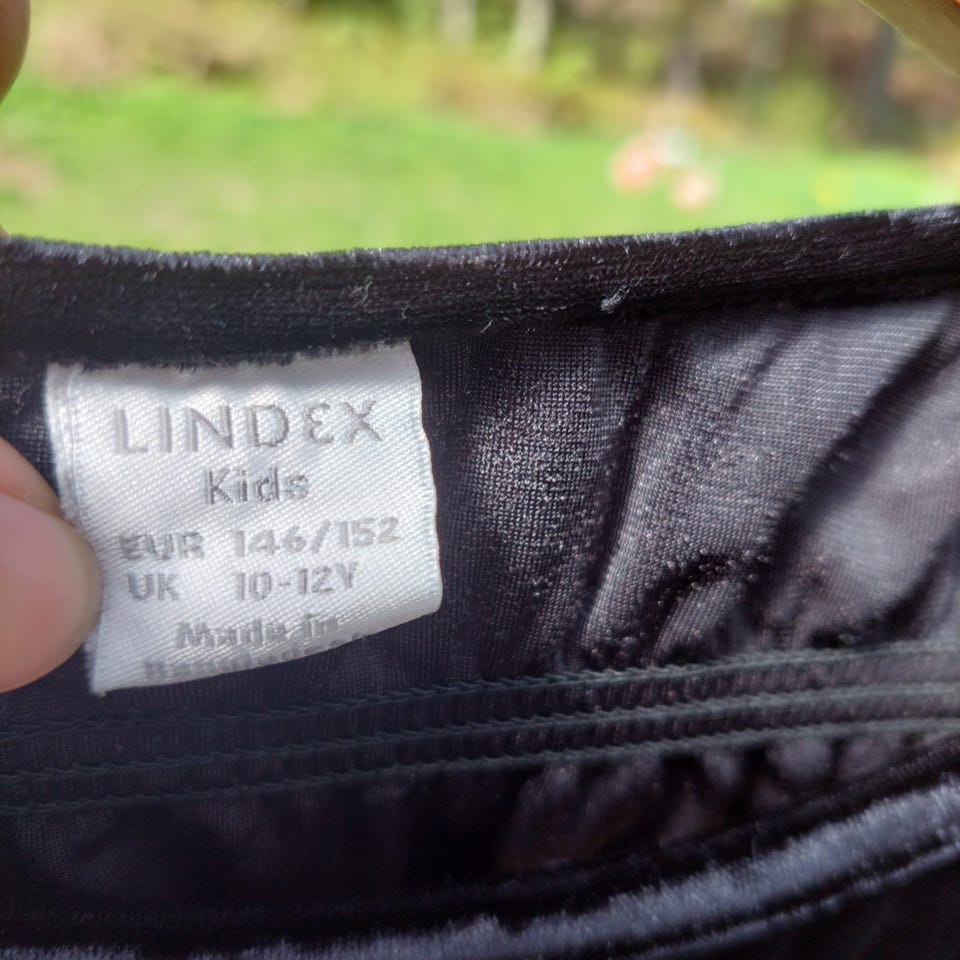 LINDEX
Kids
EUR 146/152
UK 10-12Y
Made in